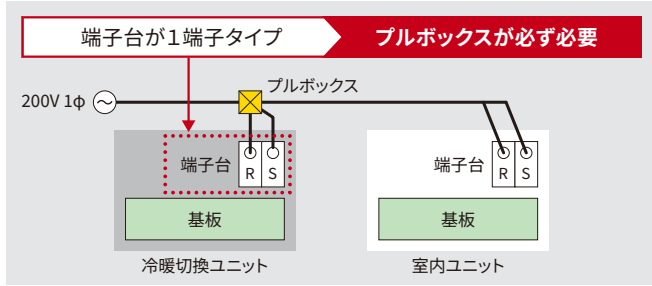 端子台が1端子タイプ プルボックスが必ず必要
プルボックス
200V 1φ
端子台 R S
端子台 R S
基板
基板
冷暖切換ユニット
室内ユニット